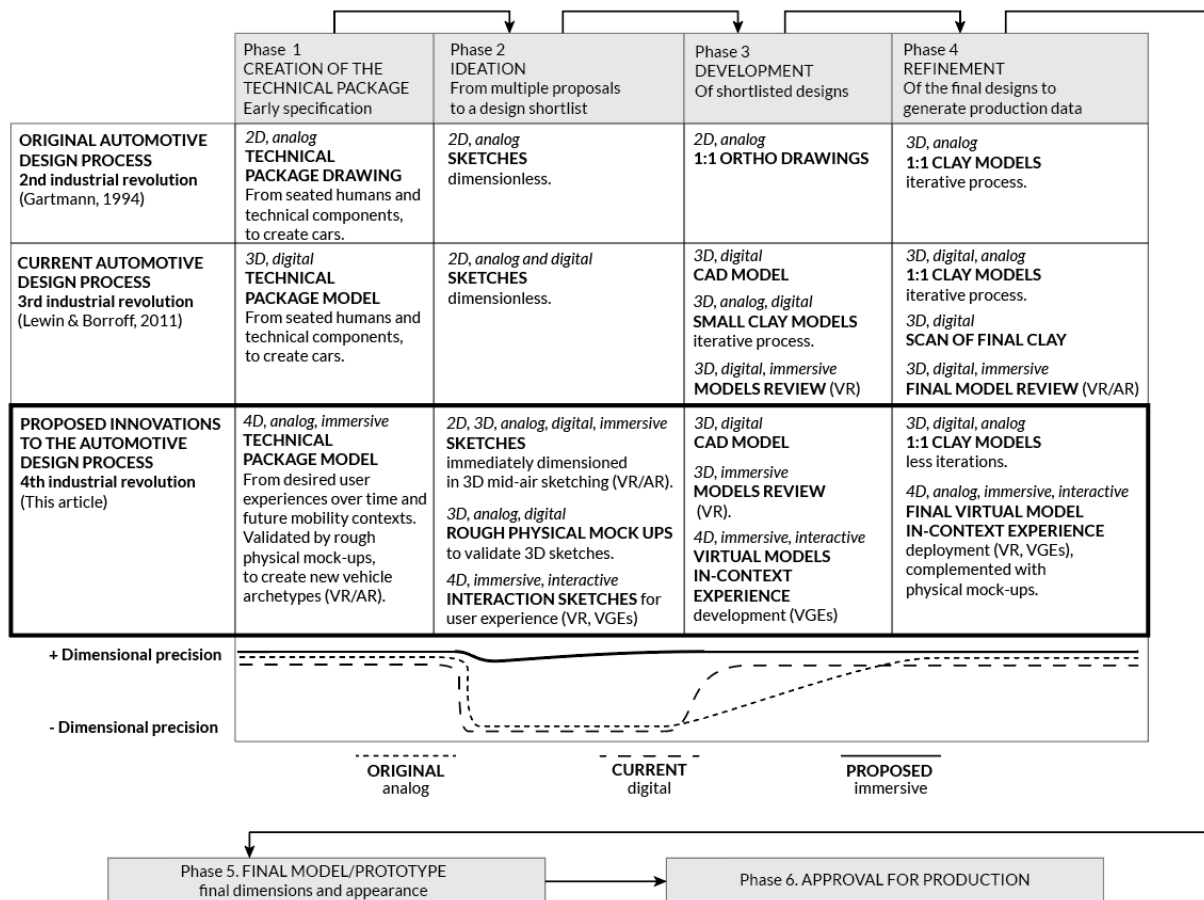 Phase 1
CREATION OF THE
TECHNICAL PACKAGE
Early specification
Phase 2
IDEATION
From multiple proposals
to a design shortlist
Phase 3
DEVELOPMENT
Of shortlisted designs
Phase 4
REFINEMENT
Of the final designs to
generate production data
ORIGINAL AUTOMOTIVE
DESIGN PROCESS
2nd industrial revolution
(Gartmann, 1994)
2D, analog
TECHNICAL
PACKAGE DRAWING
From seated humans and
technical components,
to create cars.
2D, analog
SKETCHES
dimensionless.
2D, analog
1:1 ORTHO DRAWINGS
3D, analog
1:1 CLAY MODELS
iterative process.
CURRENT AUTOMOTIVE
DESIGN PROCESS
3rd industrial revolution
(Lewin & Borroff, 2011)
3D, digital
TECHNICAL
PACKAGE MODEL
From seated humans and
technical components,
to create cars.
2D, analog and digital
SKETCHES
dimensionless.
3D, digital
CAD MODEL
3D, analog, digital
SMALL CLAY MODELS
iterative process.
3D, digital, immersive
MODELS REVIEW (VR)
3D, digital, analog
1:1 CLAY MODELS
iterative process.
3D, digital
SCAN OF FINAL CLAY
3D, digital, immersive
FINAL MODEL REVIEW (VR/AR)
PROPOSED INNOVATIONS
TO THE AUTOMOTIVE
DESIGN PROCESS
4th industrial revolution
(This article)
4D, analog, immersive
TECHNICAL
PACKAGE MODEL
From desired user
experiences over time and
future mobility contexts.
Validated by rough
physical mock-ups,
to create new vehicle
archetypes (VR/AR).
2D, 3D, analog, digital, immersive
SKETCHES
immediately dimensioned
in 3D mid-air sketching (VR/AR).
3D, analog, digital
ROUGH PHYSICAL MOCK UPS
to validate 3D sketches.
4D, immersive, interactive
INTERACTION SKETCHES for
user experience (VR, VGEs)
3D, digital
CAD MODEL
3D, immersive
MODELS REVIEW
(VR).
4D, immersive, interactive
VIRTUAL MODELS
IN-CONTEXT
EXPERIENCE
development (VGEs)
3D, digital, analog
1:1 CLAY MODELS
less iterations.
4D, analog, immersive, interactive
FINAL VIRTUAL MODEL
IN-CONTEXT EXPERIENCE
deployment (VR, VGEs),
complemented with
physical mock-ups.
+ Dimensional precision
- Dimensional precision
ORIGINAL
analog
CURRENT
digital
PROPOSED
immersive
Phase 5. FINAL MODEL/PROTOTYPE
final dimensions and appearance
Phase 6. APPROVAL FOR PRODUCTION